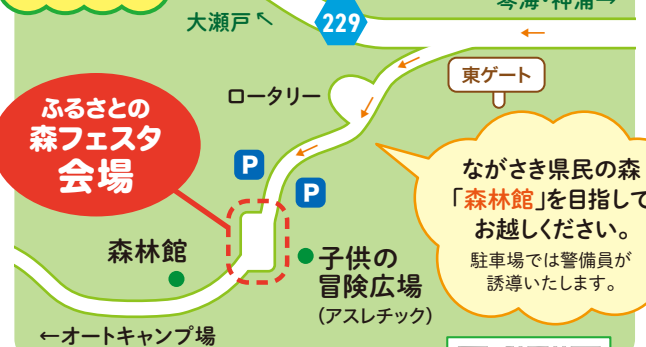 大瀬戸↖
229
琴海・神浦→
東ゲート
ロータリー
ふるさとの
森フェスタ
会場
P
P
ながさき県民の森
「森林館」を目指して
お越しください。
駐車場では警備員が
誘導いたします。
森林館
子供の
冒険広場
(アスレチック)
←オートキャンプ場